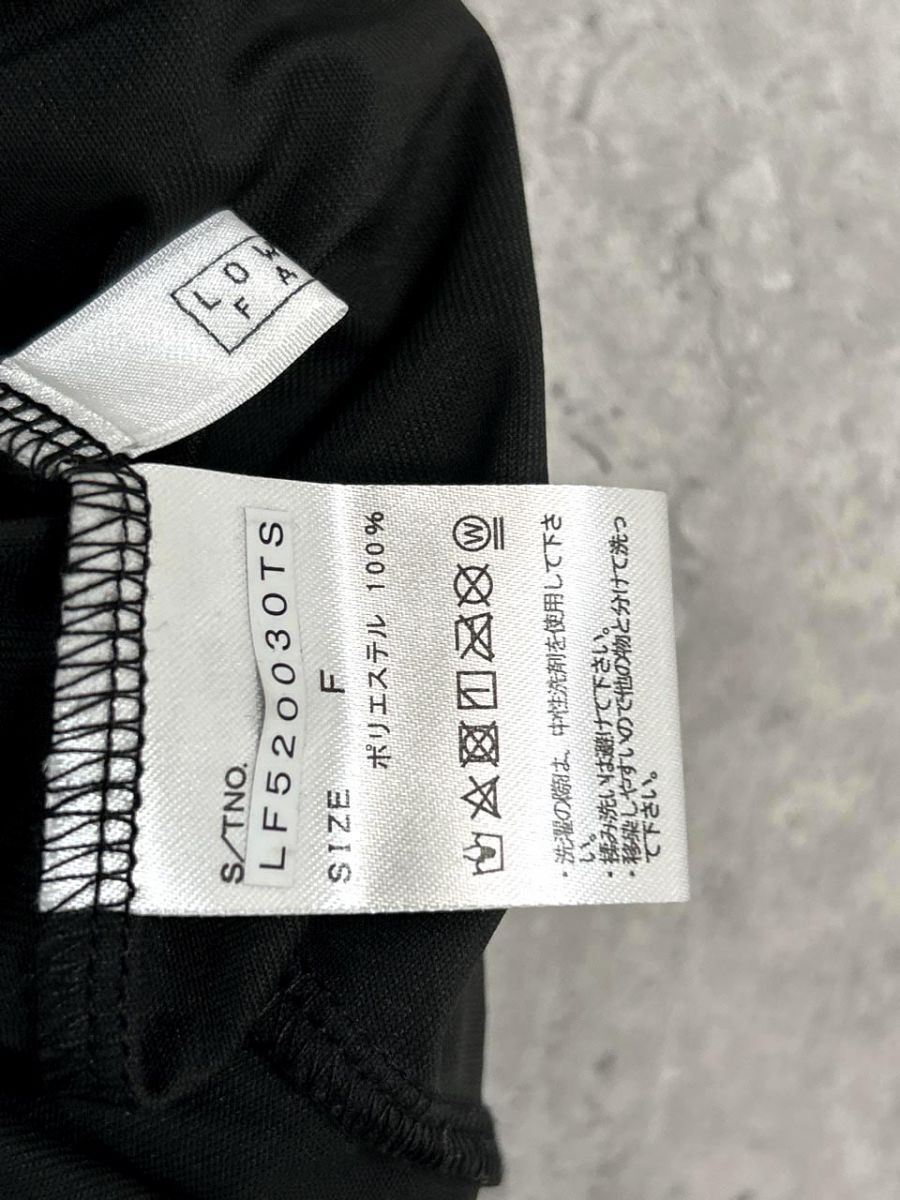 LOW
FA
S/TNO.
LF52003OTS
SIZE F
ポリエステル 100%
W
・洗濯の際は、中性洗剤を使用して下さ
い。
・揉み洗いは避けて下さい。
・移染しやすいので他の物と分けて洗っ
て下さい。